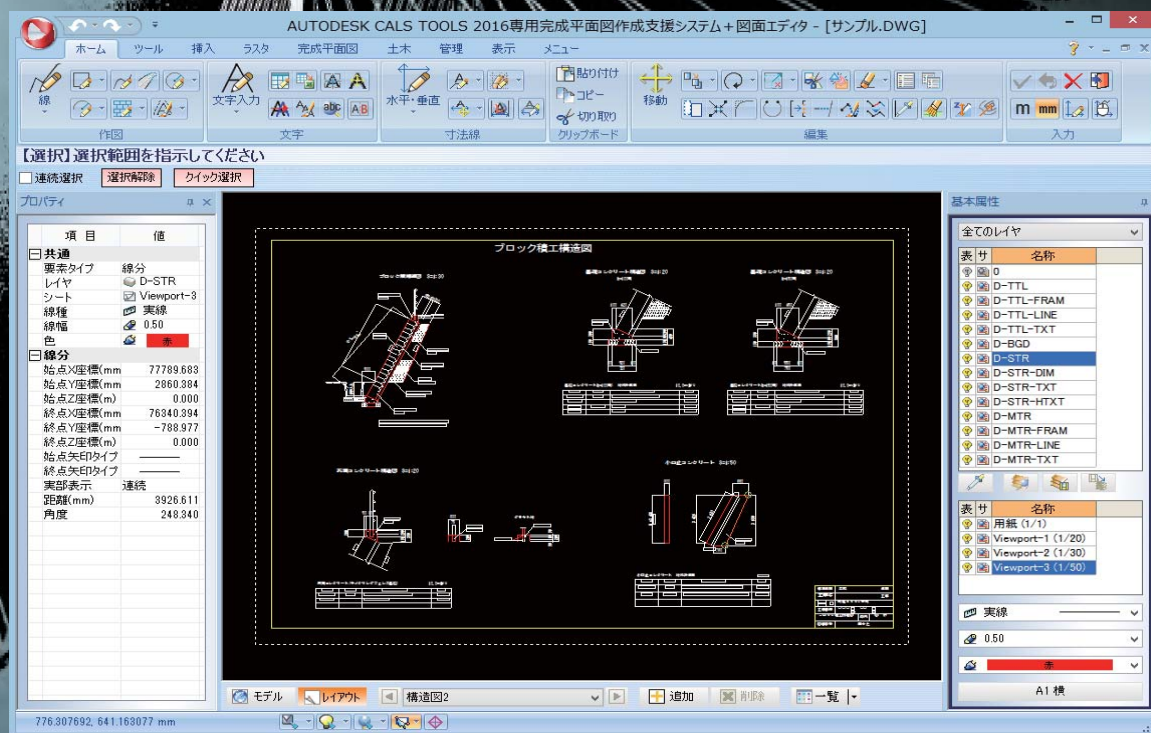 AUTODESK CALS TOOLS 2016専用完成平面図作成支援システム+図面エディタ - [サンプル.DWG]
ホーム ツール 挿入 ラスタ 完成平面図 土木 管理 表示 メニュー
線 文字入力 水平・垂直 貼り付け コピー 切り取り 移動
m mm
作図 文字 寸法線 クリップボード 編集 入力
【選択】選択範囲を指示してください
連続選択 選択解除 クイック選択
プロパティ
項目 値
共通
要素タイプ 線分
レイヤ D-STR
シート Viewport-3
線種 実線
線幅 0.50
色 赤
線分
始点X座標(mm 77789.683
始点Y座標(mm 2860.384
始点Z座標(m) 0.000
終点X座標(mm 76340.394
終点Y座標(mm -788.977
終点Z座標(m) 0.000
始点矢印タイプ
終点矢印タイプ
実部表示 連続
距離(mm) 3926.611
角度 248.340
ブロック積工構造図
基本属性
全てのレイヤ
表 サ 名称
0
D-TTL
D-TTL-FRAM
D-TTL-LINE
D-TTL-TXT
D-BGD
D-STR
D-STR-DIM
D-STR-TXT
D-STR-HTXT
D-MTR
D-MTR-FRAM
D-MTR-LINE
D-MTR-TXT
表 サ 名称
用紙 (1/1)
Viewport-1 (1/20)
Viewport-2 (1/30)
Viewport-3 (1/50)
実線
0.50
赤
A1 横
モデル レイアウト 構造図2 追加 削除 一覧
776.307692, 641.163077 mm